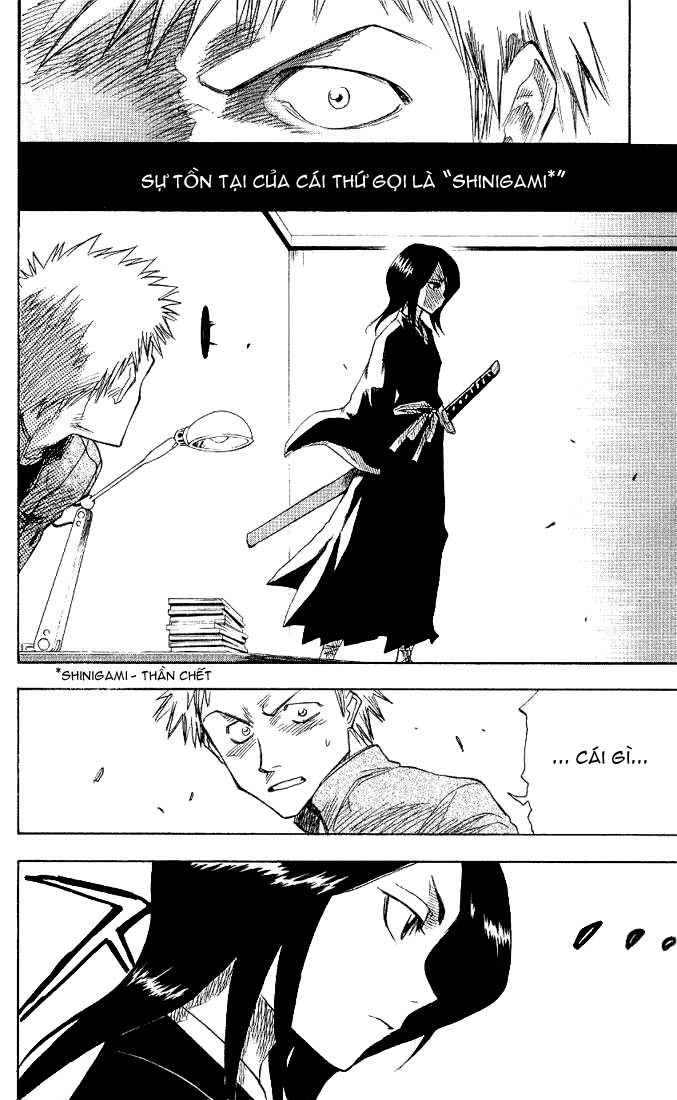 SỰ TỒN TẠI CỦA CÁI THỨ GỌI LÀ “SHINIGAMI*”
*SHINIGAMI - THẦN CHẾT
... CÁI GÌ...